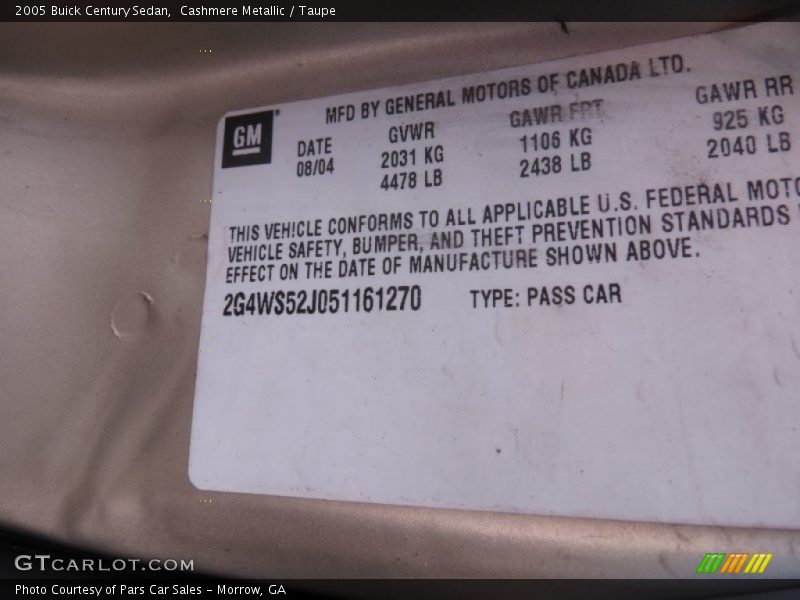 2005 Buick Century Sedan,  Cashmere Metallic / Taupe
GM
MFD BY GENERAL MOTORS OF CANADA LTD.
DATE GVWR GAWR FRT GAWR RR
08/04 2031 KG 1106 KG 925 KG
4478 LB 2438 LB 2040 LB
THIS VEHICLE CONFORMS TO ALL APPLICABLE U.S. FEDERAL MOTO
VEHICLE SAFETY, BUMPER, AND THEFT PREVENTION STANDARDS
EFFECT ON THE DATE OF MANUFACTURE SHOWN ABOVE.
2G4WS52J051161270 TYPE: PASS CAR
GTCARLOT.COM
Photo Courtesy of Pars Car Sales – Morrow, GA